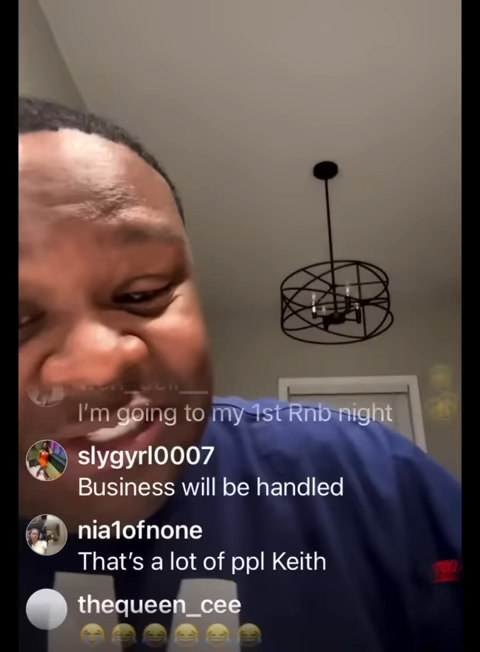 I'm going to my 1st Rnb night
slygyrl0007
Business will be handled
nia1ofnone
That's a lot of ppl Keith
thequeen_cee
😭😂😂😂😂😂